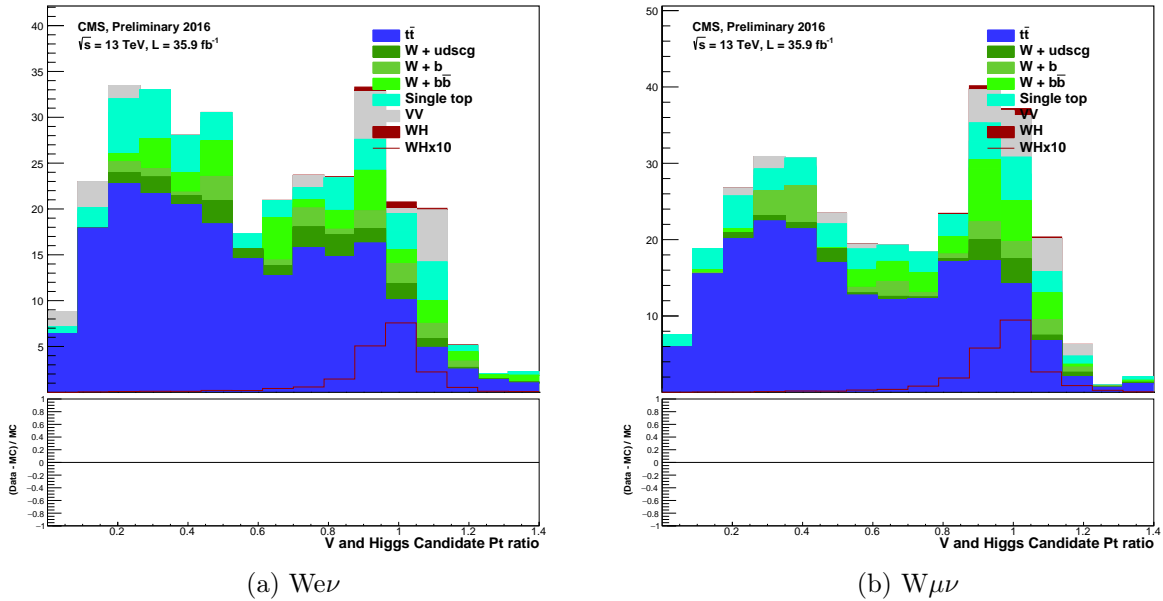 CMS, Preliminary 2016
√s = 13 TeV, L = 35.9 fb⁻¹
tt̄
W + udscg
W + b
W + bb̄
Single top
VV
WH
WHx10
40
35
30
25
20
15
10
5
(Data - MC) / MC
1
0.8
0.6
0.4
0.2
0
−0.2
−0.4
−0.6
−0.8
−1
0.2 0.4 0.6 0.8 1 1.2 1.4
V and Higgs Candidate Pt ratio
(a) Weν
CMS, Preliminary 2016
√s = 13 TeV, L = 35.9 fb⁻¹
tt̄
W + udscg
W + b
W + bb̄
Single top
VV
WH
WHx10
50
40
30
20
10
(Data - MC) / MC
1
0.8
0.6
0.4
0.2
0
−0.2
−0.4
−0.6
−0.8
−1
0.2 0.4 0.6 0.8 1 1.2 1.4
V and Higgs Candidate Pt ratio
(b) Wμν